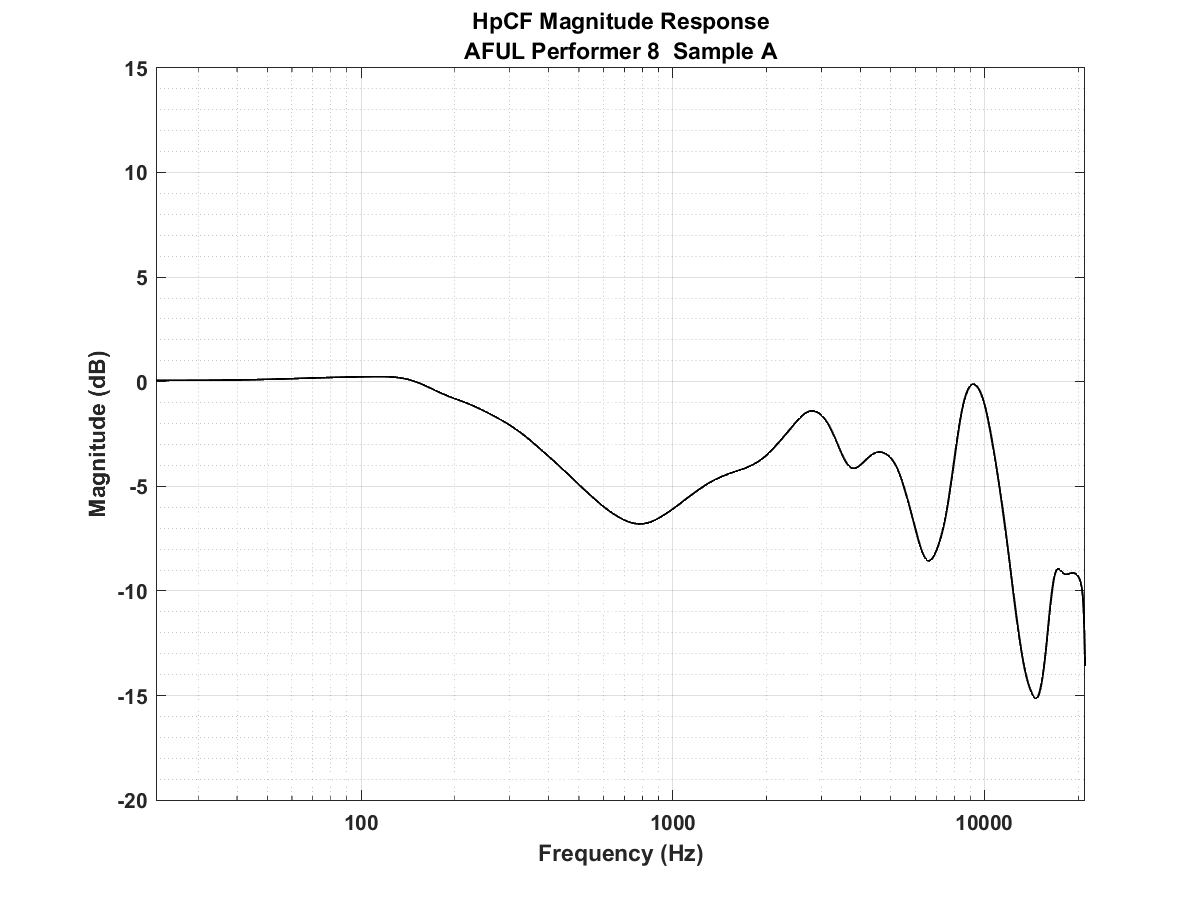 HpCF Magnitude Response
AFUL Performer 8  Sample A
15
10
5
0
-5
-10
-15
-20
Magnitude (dB)
100
1000
10000
Frequency (Hz)